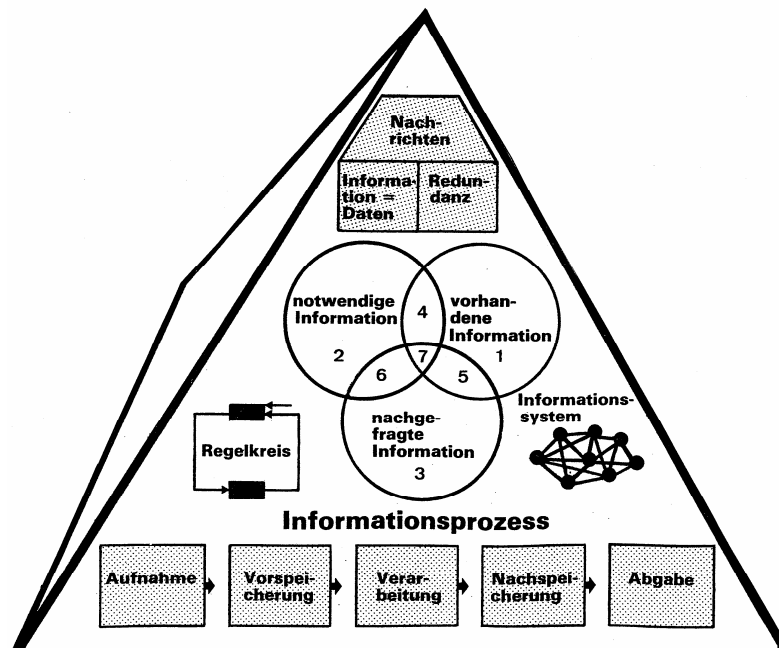 Nach-
richten
Informa-
tion =
Daten
Redun-
danz
notwendige
Information
2
4
vorhan-
dene
Information
1
7
6
5
nachge-
fragte
Information
3
Regelkreis
Informations-
system
Informationsprozess
Aufnahme
Vorspei-
cherung
Verar-
beitung
Nachspei-
cherung
Abgabe